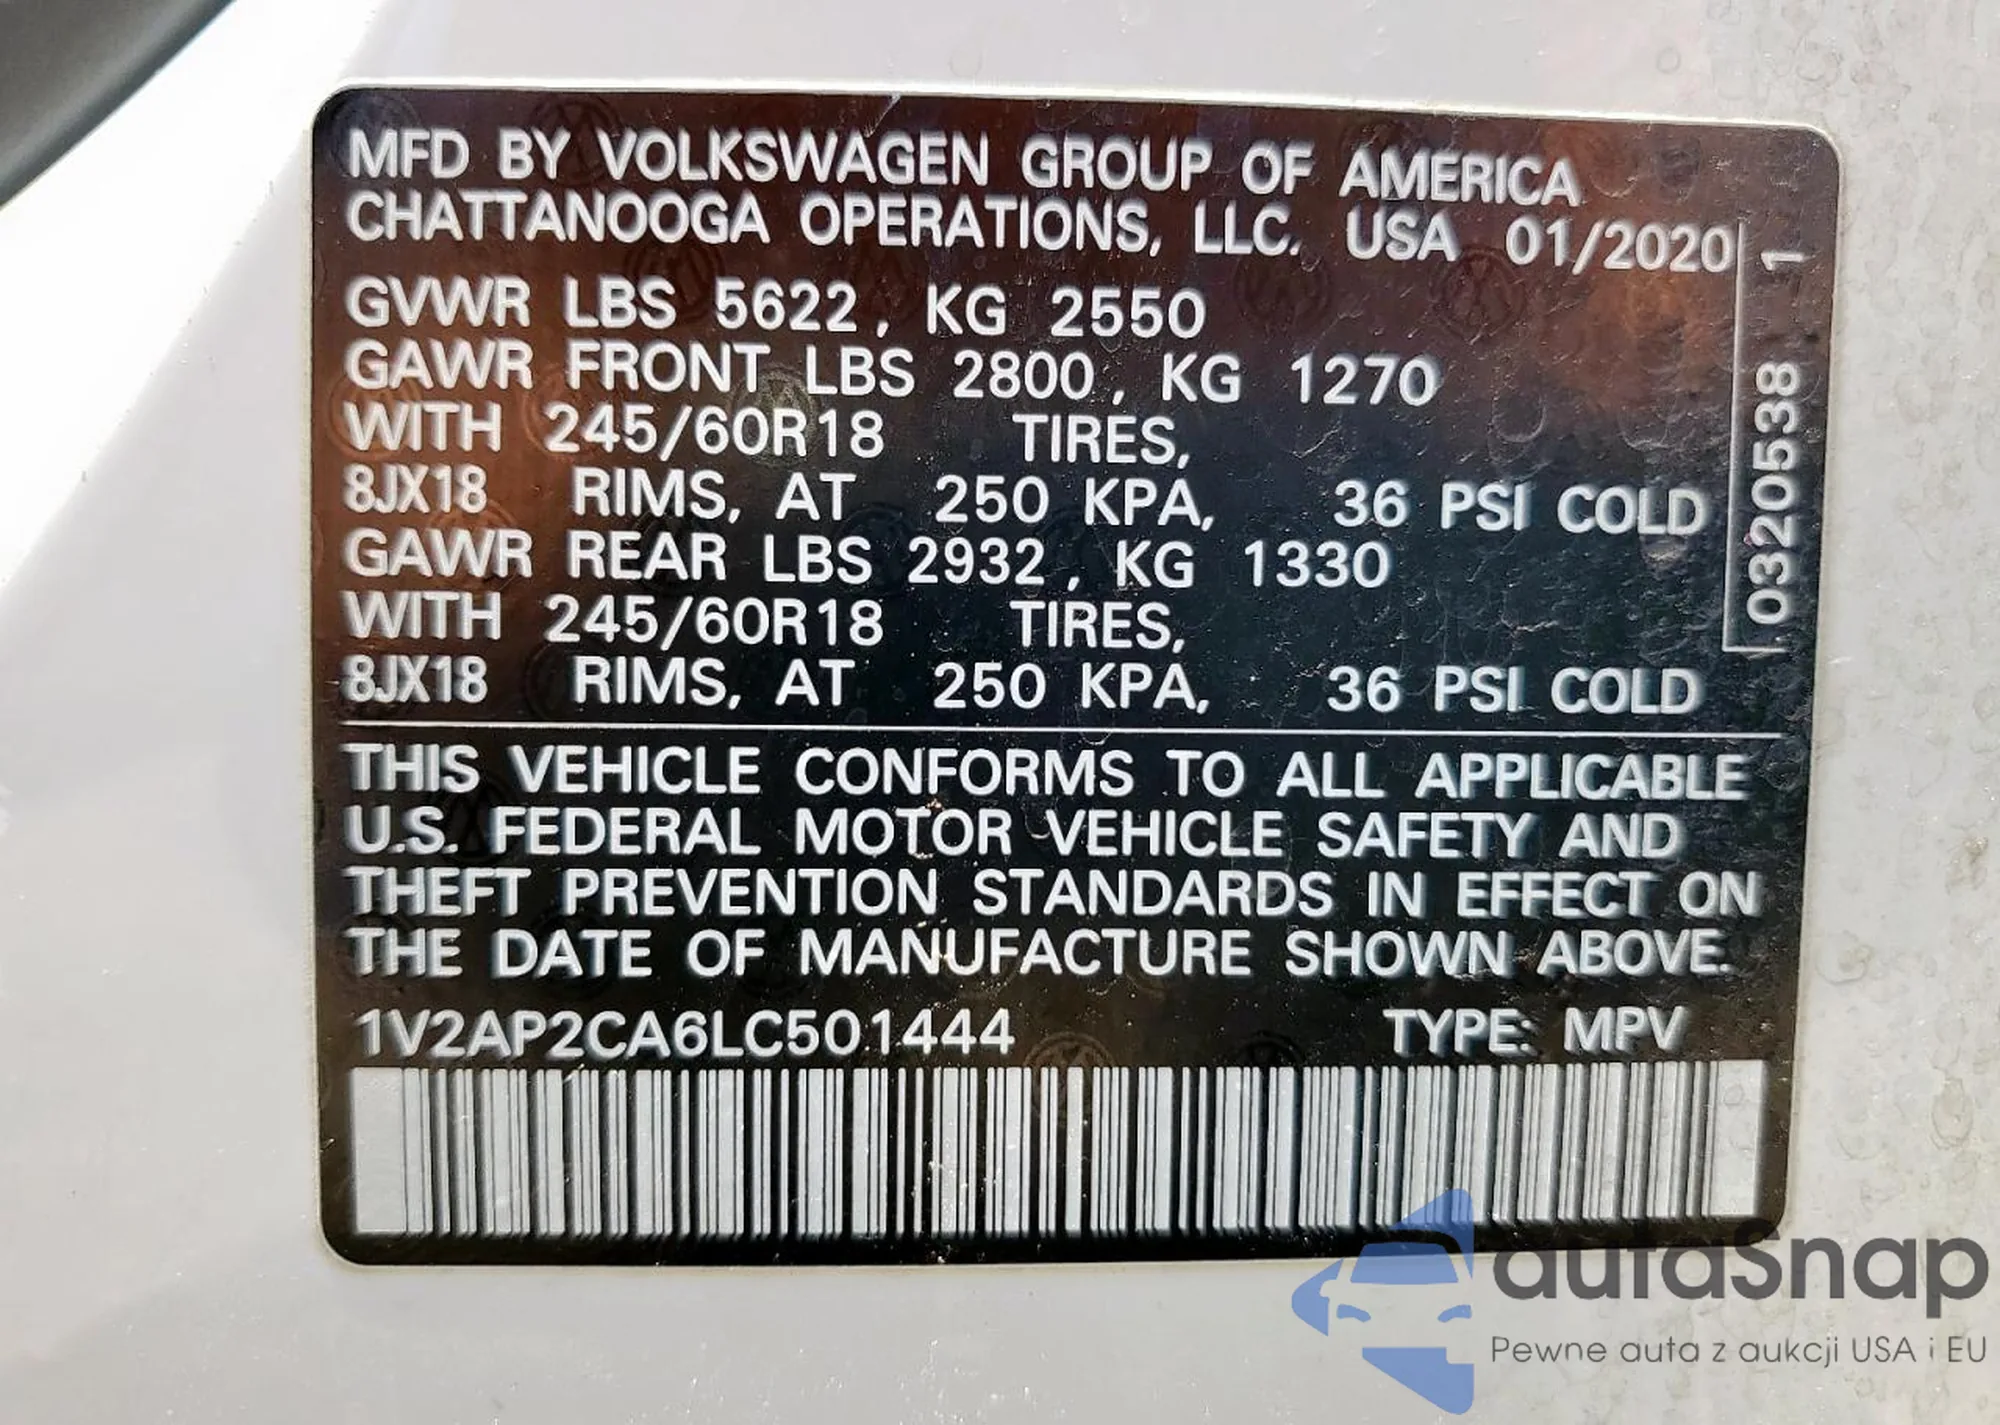 MFD BY VOLKSWAGEN GROUP OF AMERICA
CHATTANOOGA OPERATIONS, LLC. USA 01/2020
GVWR LBS 5622, KG 2550
GAWR FRONT LBS 2800, KG 1270
WITH 245/60R18 TIRES,
8JX18 RIMS, AT 250 KPA, 36 PSI COLD
GAWR REAR LBS 2932, KG 1330
WITH 245/60R18 TIRES,
8JX18 RIMS, AT 250 KPA, 36 PSI COLD
0320538 1
THIS VEHICLE CONFORMS TO ALL APPLICABLE
U.S. FEDERAL MOTOR VEHICLE SAFETY AND
THEFT PREVENTION STANDARDS IN EFFECT ON
THE DATE OF MANUFACTURE SHOWN ABOVE.
1V2AP2CA6LC501444 TYPE: MPV
autaSnap
Pewne auta z aukcji USA i EU